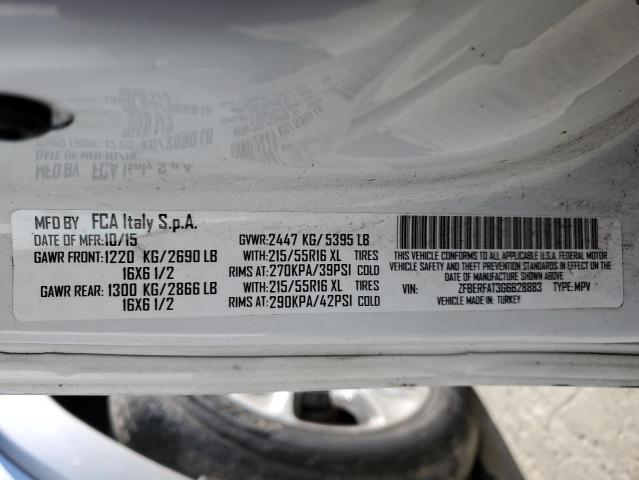 MFD BY FCA Italy S.p.A.
DATE OF MFR:10/15 GVWR:2447 KG/5395 LB
GAWR FRONT:1220 KG/2690 LB WITH:215/55R16 XL TIRES
16X6 1/2 RIMS AT:270KPA/39PSI COLD
GAWR REAR: 1300 KG/2866 LB WITH:215/55R16 XL TIRES
16X6 1/2 RIMS AT:290KPA/42PSI COLD
THIS VEHICLE CONFORMS TO ALL APPLICABLE U.S.A. FEDERAL MOTOR
VEHICLE SAFETY AND THEFT PREVENTION STANDARDS IN EFFECT
ON THE DATE OF MANUFACTURE SHOWN ABOVE.
VIN: ZFBERFAT3G6B28883 TYPE:MPV
VEHICLE MADE IN: TURKEY